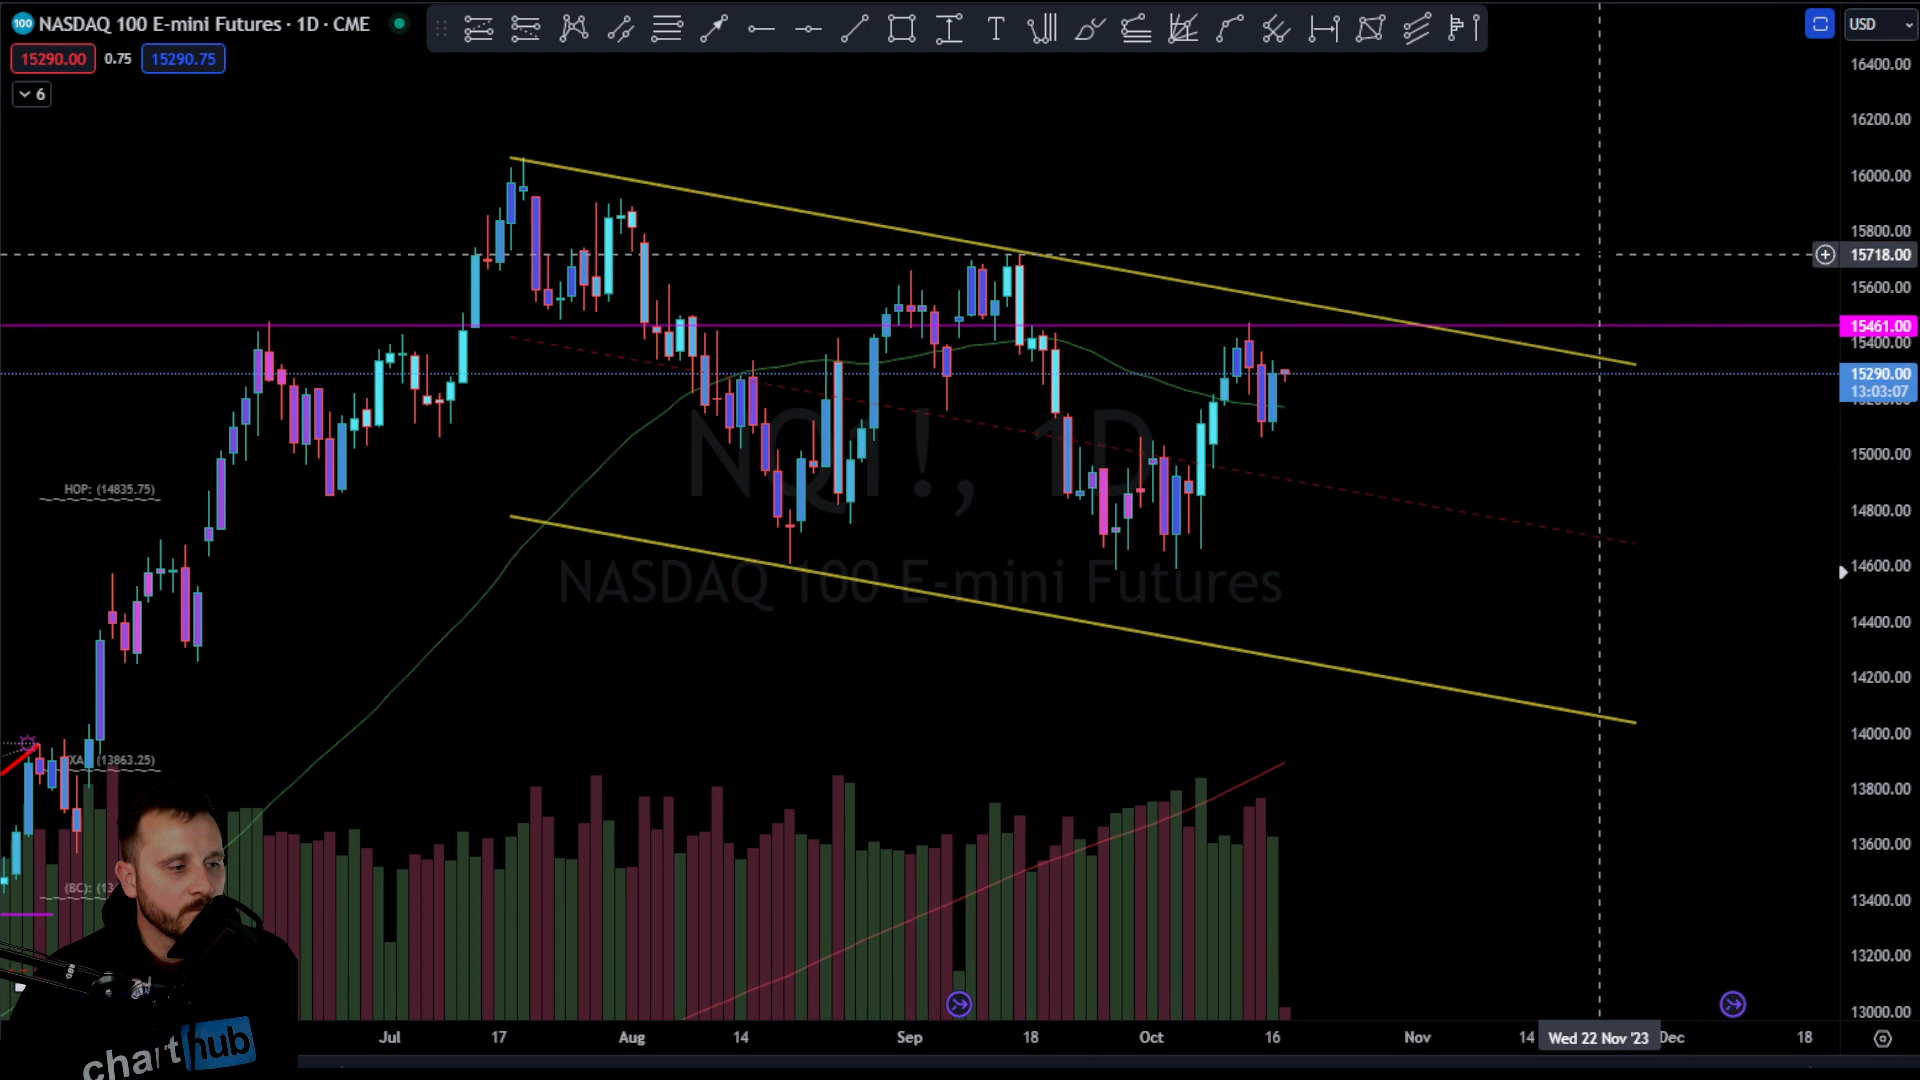 100 NASDAQ 100 E-mini Futures · 1D · CME
USD
15290.00 0.75 15290.75
6
16400.00
16200.00
16000.00
15800.00
15718.00
15600.00
15461.00
15400.00
15290.00
13:03:07
15000.00
14800.00
14600.00
14400.00
14200.00
14000.00
13800.00
13600.00
13400.00
13200.00
13000.00
NQ1!, 1D
NASDAQ 100 E-mini Futures
HOP: (14835.75)
(13863.25)
(BC): (13
Jul 17 Aug 14 Sep 18 Oct 16 Nov 14 Wed 22 Nov '23 Dec 18
chart hub